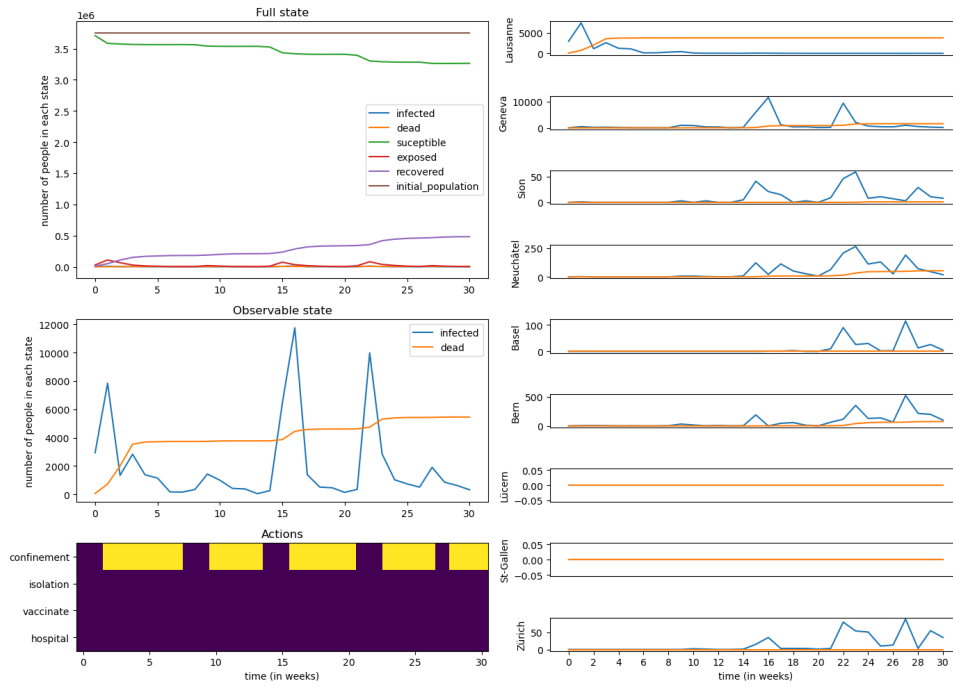 Full state
1e6
number of people in each state
3.5
3.0
2.5
2.0
1.5
1.0
0.5
0.0
infected
dead
suceptible
exposed
recovered
initial_population
0 5 10 15 20 25 30
Observable state
number of people in each state
12000
10000
8000
6000
4000
2000
0
infected
dead
0 5 10 15 20 25 30
Actions
confinement
isolation
vaccinate
hospital
0 5 10 15 20 25 30
time (in weeks)
Lausanne
5000
0
Geneva
10000
0
Sion
50
0
Neuchâtel
250
0
Basel
100
0
Bern
500
0
Lücern
0.05
0.00
−0.05
St-Gallen
0.05
0.00
−0.05
Zürich
50
0
0 2 4 6 8 10 12 14 16 18 20 22 24 26 28 30
time (in weeks)